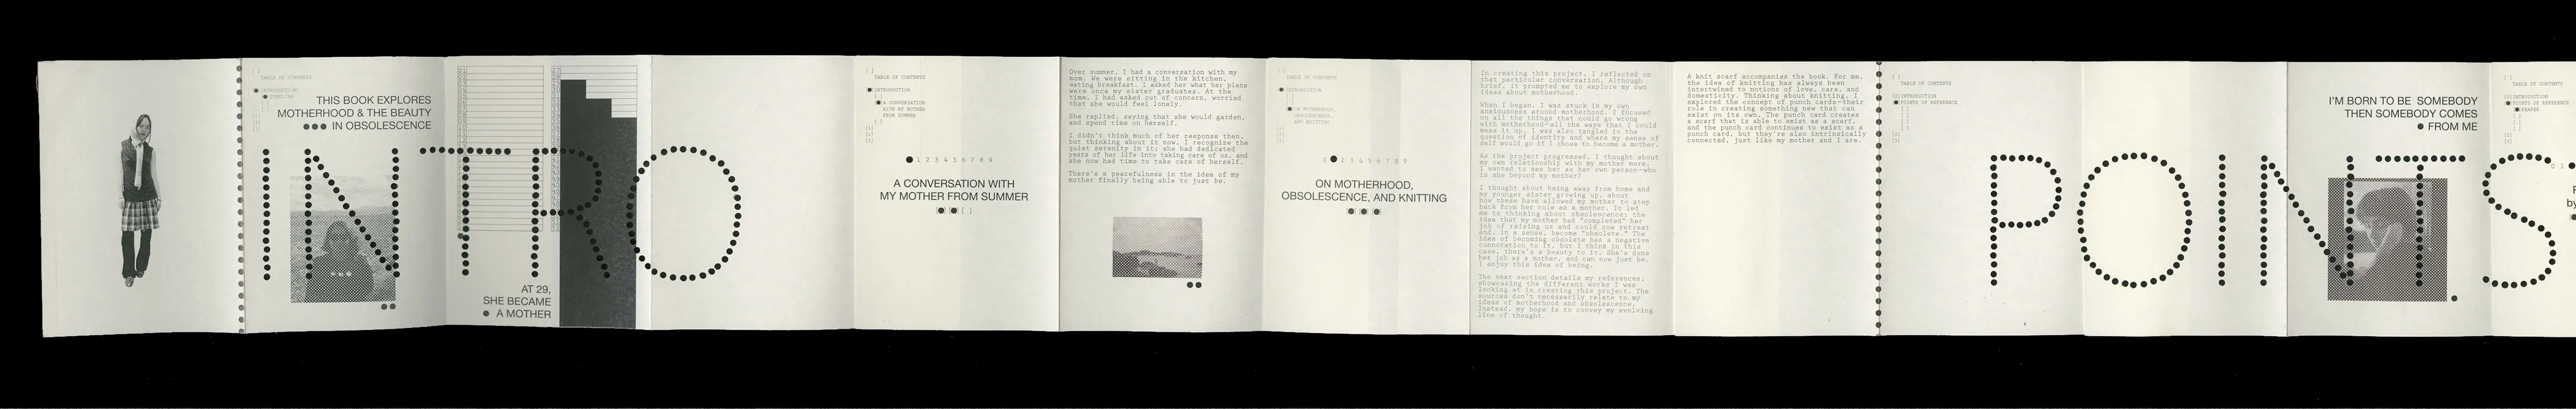 [ ]
TABLE OF CONTENTS
INTRODUCTION
TIMELINE
[ ]
[1]
[2]
[3]
THIS BOOK EXPLORES
MOTHERHOOD & THE BEAUTY
IN OBSOLESCENCE
INTRO
AT 29,
SHE BECAME
A MOTHER
[ ]
TABLE OF CONTENTS
INTRODUCTION
[ ]
A CONVERSATION
WITH MY MOTHER
FROM SUMMER
[ ]
[1]
[2]
[3]
1 2 3 4 5 6 7 8 9
A CONVERSATION WITH
MY MOTHER FROM SUMMER
Over summer, I had a conversation with my
mom. We were sitting in the kitchen,
eating breakfast. I asked her what her plans
were once my sister graduates. At the
time, I had asked out of concern, worried
that she would feel lonely.
She replied, saying that she would garden,
and spend time on herself.
I didn't think much of her response then,
but thinking about it now, I recognize the
quiet serenity in it; she had dedicated
years of her life into taking care of us, and
she now had time to take care of herself.
There's a peacefulness in the idea of my
mother finally being able to just be.
[ ]
TABLE OF CONTENTS
INTRODUCTION
[ ]
[ ]
ON MOTHERHOOD,
OBSOLESCENCE,
AND KNITTING
[1]
[2]
[3]
0 2 3 4 5 6 7 8 9
ON MOTHERHOOD,
OBSOLESCENCE, AND KNITTING
In creating this project, I reflected on
that particular conversation. Although
brief, it prompted me to explore my own
ideas about motherhood.
When I began, I was stuck in my own
anxiousness around motherhood. I focused
on all the things that could go wrong
with motherhood—all the ways that I could
mess it up. I was also tangled in the
question of identity and where my sense of
self would go if I chose to become a mother.
As the project progressed, I thought about
my own relationship with my mother more.
I wanted to see her as her own person—who
is she beyond my mother?
I thought about being away from home and
my younger sister growing up, about
how these have allowed my mother to step
back from her role as a mother. It led
me to thinking about obsolescence; the
idea that my mother had "completed" her
job of raising us and could now retreat
and, in a sense, become "obsolete." The
idea of becoming obsolete has a negative
connotation to it, but I think in this
case, there's a beauty to it. She's done
her job as a mother, and can now just be.
I enjoy this idea of being.
The next section details my references,
showcasing the different works I was
looking at in creating this project. The
sources don't necessarily relate to my
ideas of motherhood and obsolescence.
Instead, my hope is to convey my evolving
line of thought.
A knit scarf accompanies the book. For me,
the idea of knitting has always been
intertwined to notions of love, care, and
domesticity. Thinking about knitting, I
explored the concept of punch cards—their
role in creating something new that can
exist on its own. The punch card creates
a scarf that is able to exist as a scarf,
and the punch card continues to exist as a
punch card, but they're also intrinsically
connected, just like my mother and I are.
[ ]
TABLE OF CONTENTS
[0] INTRODUCTION
POINTS OF REFERENCE
[ ]
[ ]
[ ]
[ ]
[2]
[3]
POINTS
I'M BORN TO BE SOMEBODY
THEN SOMEBODY COMES
FROM ME
[ ]
TABLE OF CONTENTS
[0] INTRODUCTION
POINTS OF REFERENCE
[ ]
[ ]
[ ]
[2]
[3]
0 1
by